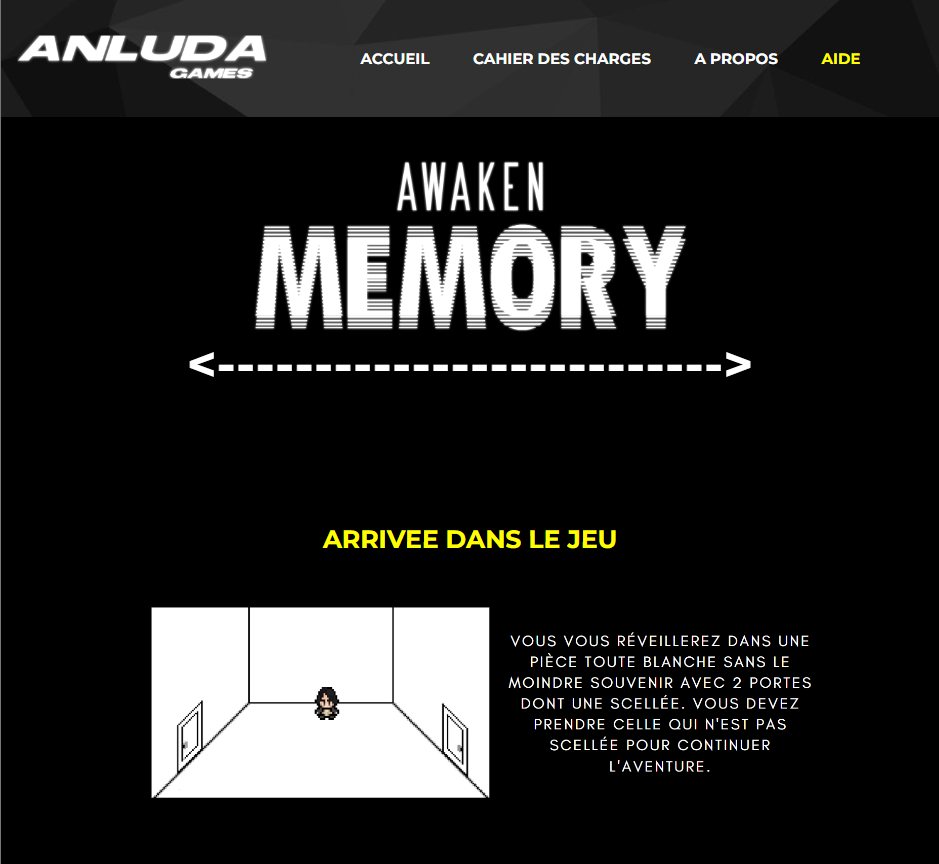 ANLUDA
GAMES
ACCUEIL CAHIER DES CHARGES A PROPOS AIDE
AWAKEN
MEMORY
<-------------------------->
ARRIVEE DANS LE JEU
VOUS VOUS RÉVEILLEREZ DANS UNE
PIÈCE TOUTE BLANCHE SANS LE
MOINDRE SOUVENIR AVEC 2 PORTES
DONT UNE SCELLÉE. VOUS DEVEZ
PRENDRE CELLE QUI N'EST PAS
SCELLÉE POUR CONTINUER
L'AVENTURE.